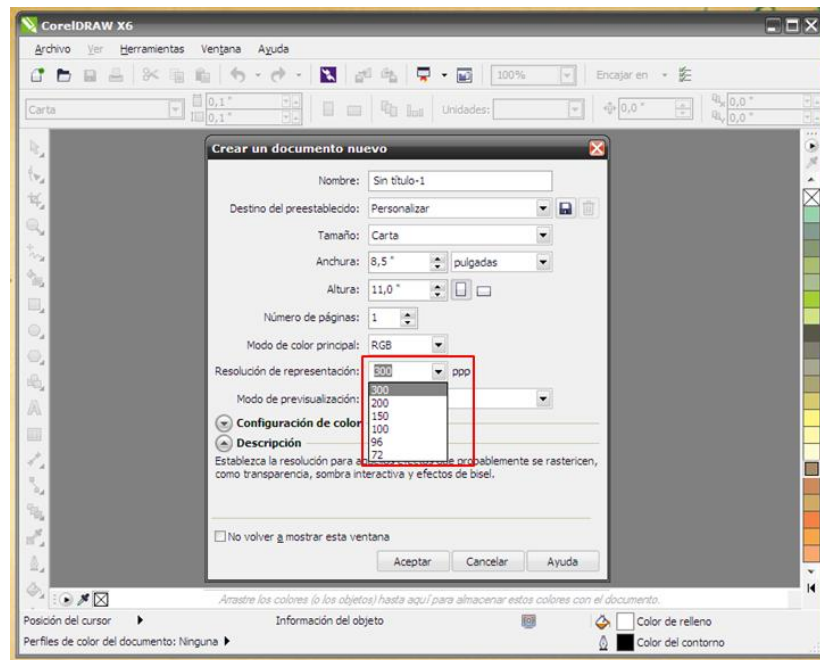 CorelDRAW X6
Archivo Ver Herramientas Ventana Ayuda
100% Encajar en
Carta 0,1 " Unidades: 0,0 " 0,0 "
0,1 " 0,0 "
Crear un documento nuevo
Nombre: Sin título-1
Destino del preestablecido: Personalizar
Tamaño: Carta
Anchura: 8,5 " pulgadas
Altura: 11,0 "
Número de páginas: 1
Modo de color principal: RGB
Resolución de representación: 300 ppp
300
Modo de previsualización: 200
150
Configuración de color 100
Descripción 96
72
Establezca la resolución para probablemente se rastericen,
como transparencia, sombra interactiva y efectos de bisel.
No volver a mostrar esta ventana
Aceptar Cancelar Ayuda
Arrastre los colores (o los objetos) hasta aquí para almacenar estos colores con el documento.
Posición del cursor Información del objeto Color de relleno
Perfiles de color del documento: Ninguna Color del contorno